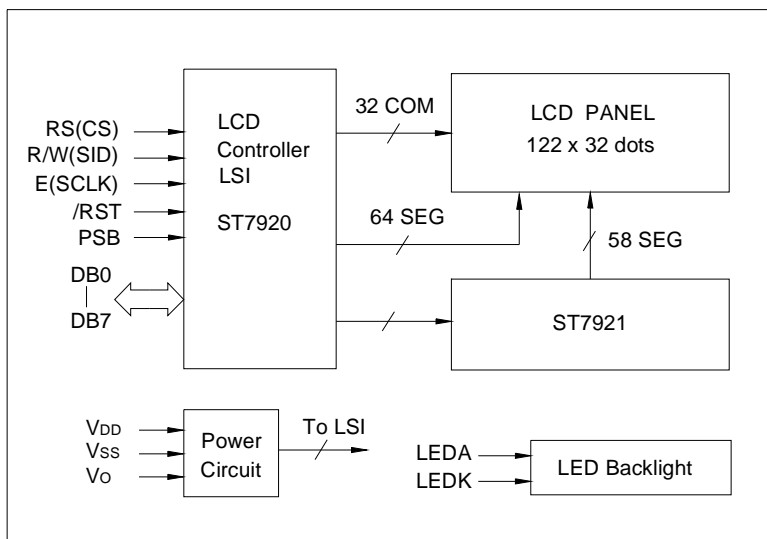 RS(CS)
R/W(SID)
E(SCLK)
/RST
PSB
DB0
DB7
LCD
Controller
LSI
ST7920
32 COM
64 SEG
LCD PANEL
122 x 32 dots
58 SEG
ST7921
VDD
VSS
VO
Power
Circuit
To LSI
LEDA
LEDK
LED Backlight